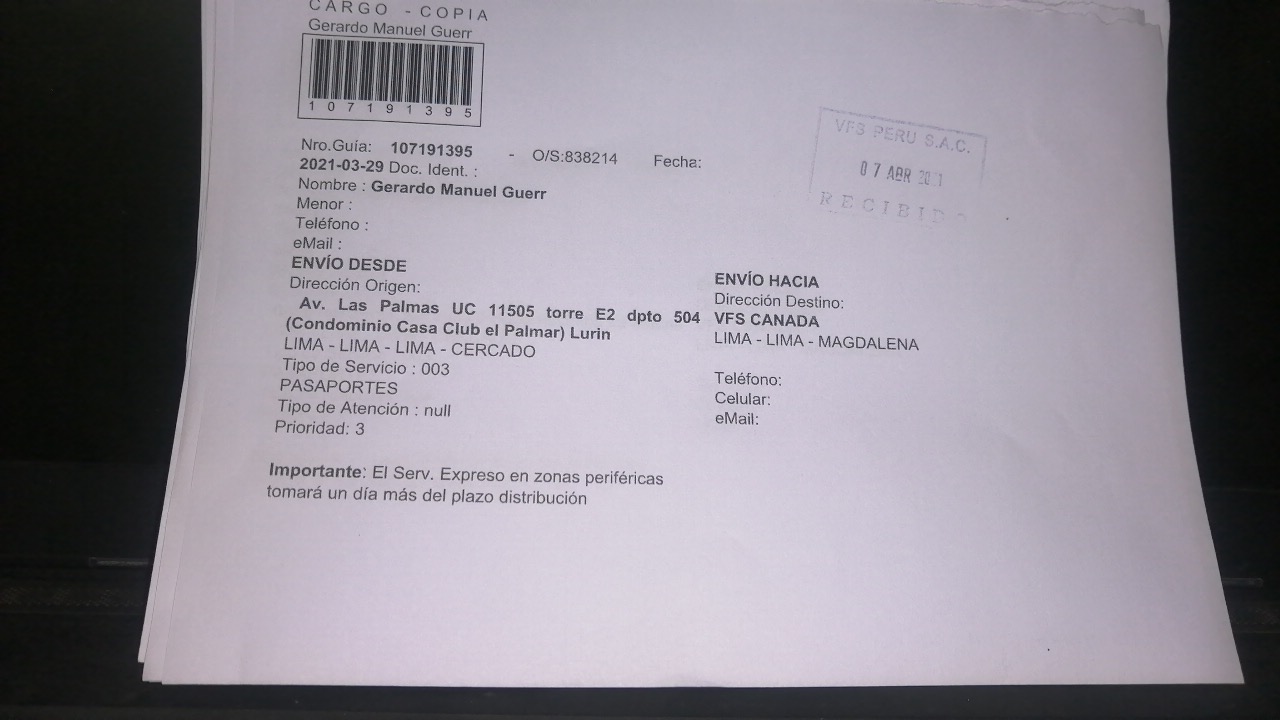 CARGO - COPIA
Gerardo Manuel Guerr
107191395
VFS PERU S.A.C.
07 ABR
RECIBIDO
Nro.Guía: 107191395 - O/S:838214 Fecha:
2021-03-29 Doc. Ident. :
Nombre : Gerardo Manuel Guerr
Menor :
Teléfono :
eMail :
ENVÍO DESDE
Dirección Origen:
Av. Las Palmas UC 11505 torre E2 dpto 504
(Condominio Casa Club el Palmar) Lurin
LIMA - LIMA - LIMA - CERCADO
Tipo de Servicio : 003
PASAPORTES
Tipo de Atención : null
Prioridad: 3
ENVÍO HACIA
Dirección Destino:
VFS CANADA
LIMA - LIMA - MAGDALENA
Teléfono:
Celular:
eMail:
Importante: El Serv. Expreso en zonas periféricas
tomará un día más del plazo distribución